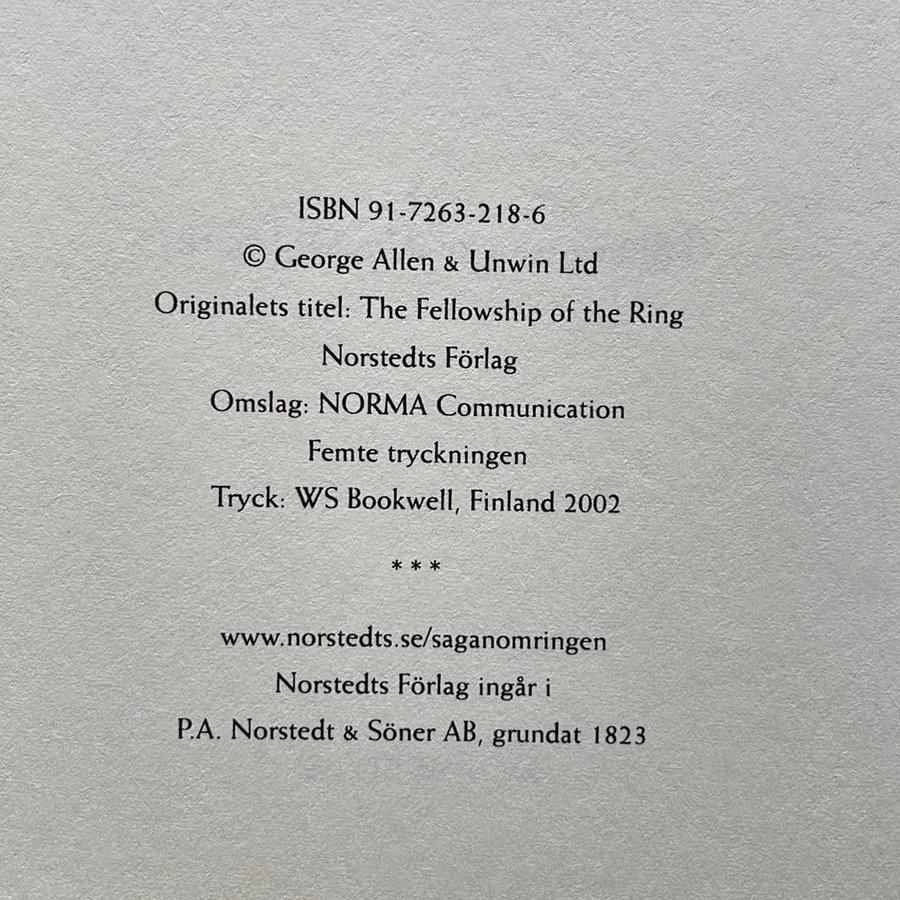 ISBN 91-7263-218-6
© George Allen & Unwin Ltd
Originalets titel: The Fellowship of the Ring
Norstedts Förlag
Omslag: NORMA Communication
Femte tryckningen
Tryck: WS Bookwell, Finland 2002
* * *
www.norstedts.se/saganomringen
Norstedts Förlag ingår i
P.A. Norstedt & Söner AB, grundat 1823